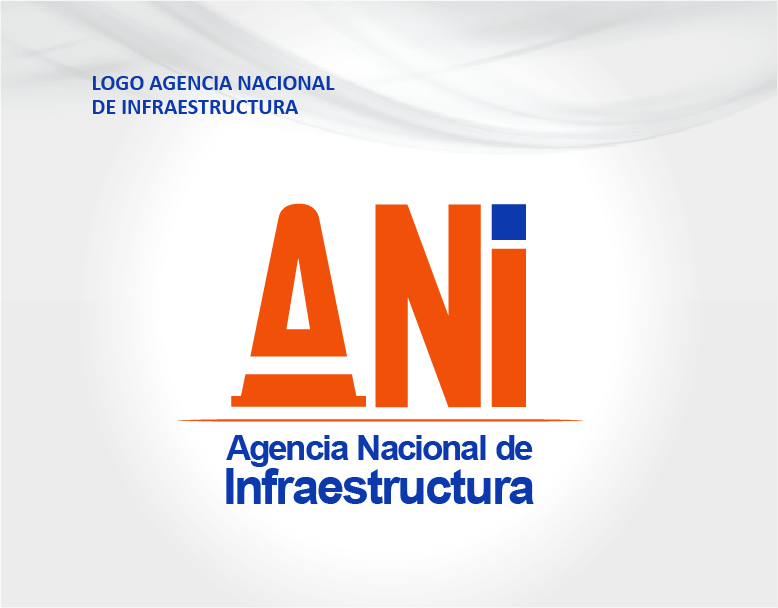 LOGO AGENCIA NACIONAL
DE INFRAESTRUCTURA
ANi
Agencia Nacional de
Infraestructura